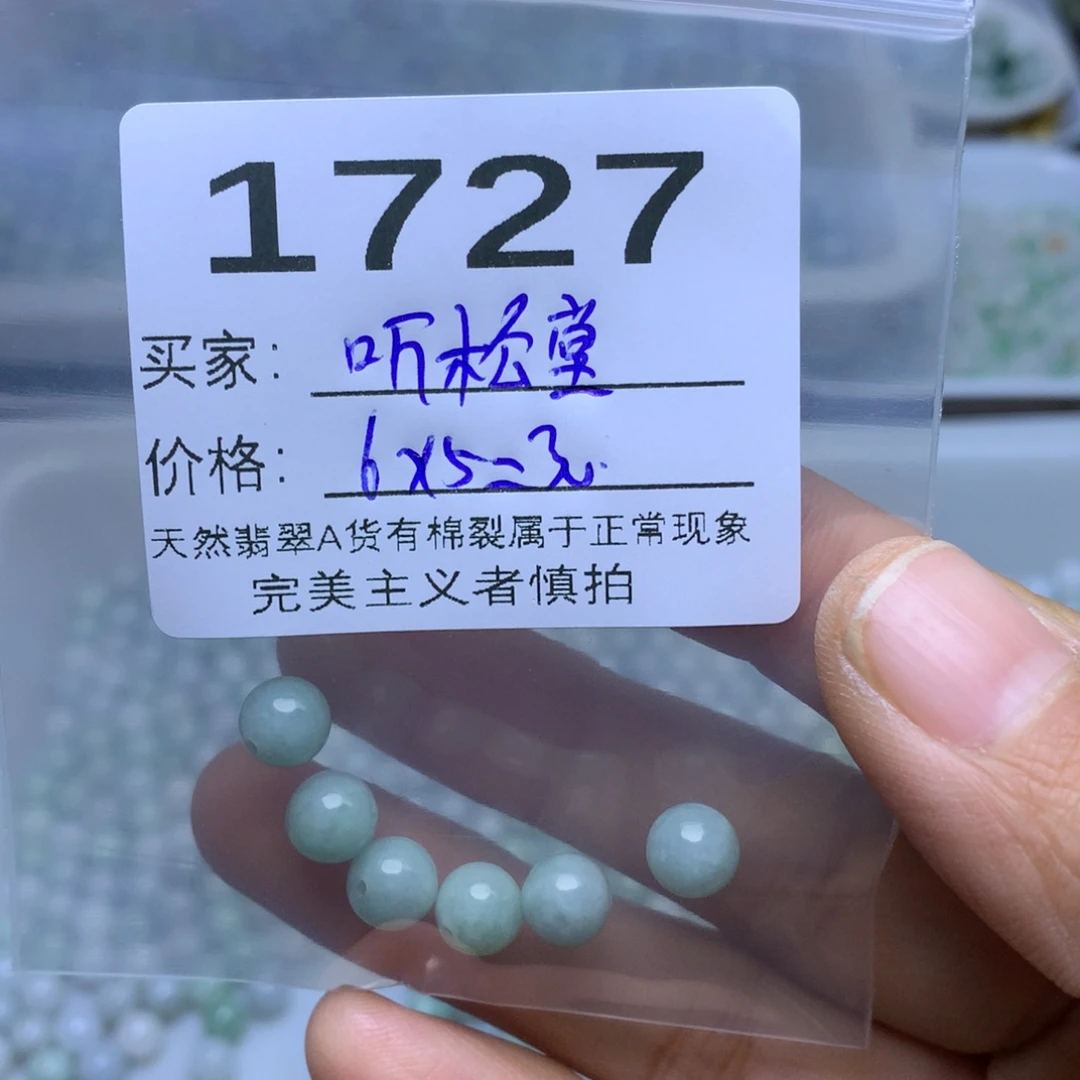 1727
买家: 听松堂
价格: 6x5=30.
天然翡翠A货有棉裂属于正常现象
完美主义者慎拍